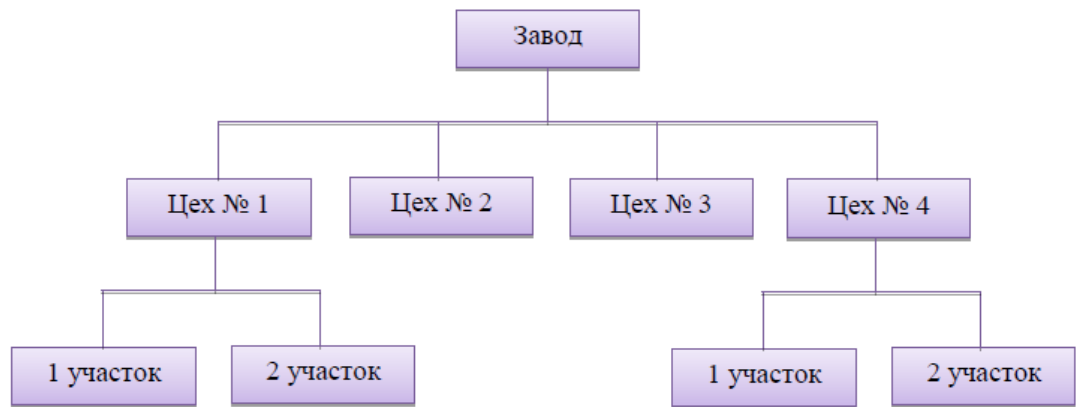 Завод
Цех № 1
Цех № 2
Цех № 3
Цех № 4
1 участок
2 участок
1 участок
2 участок